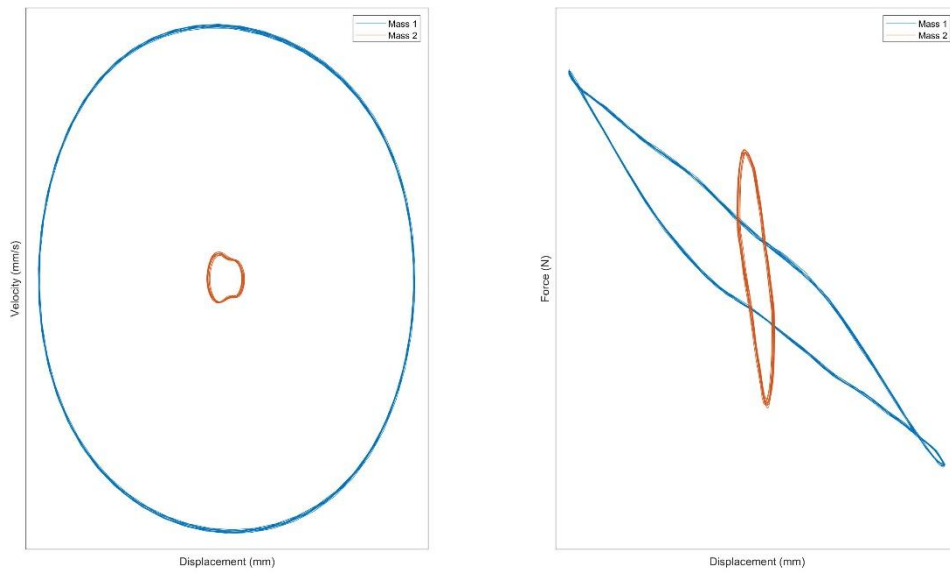 Mass 1
Mass 2
Velocity (mm/s)
Displacement (mm)
Mass 1
Mass 2
Force (N)
Displacement (mm)